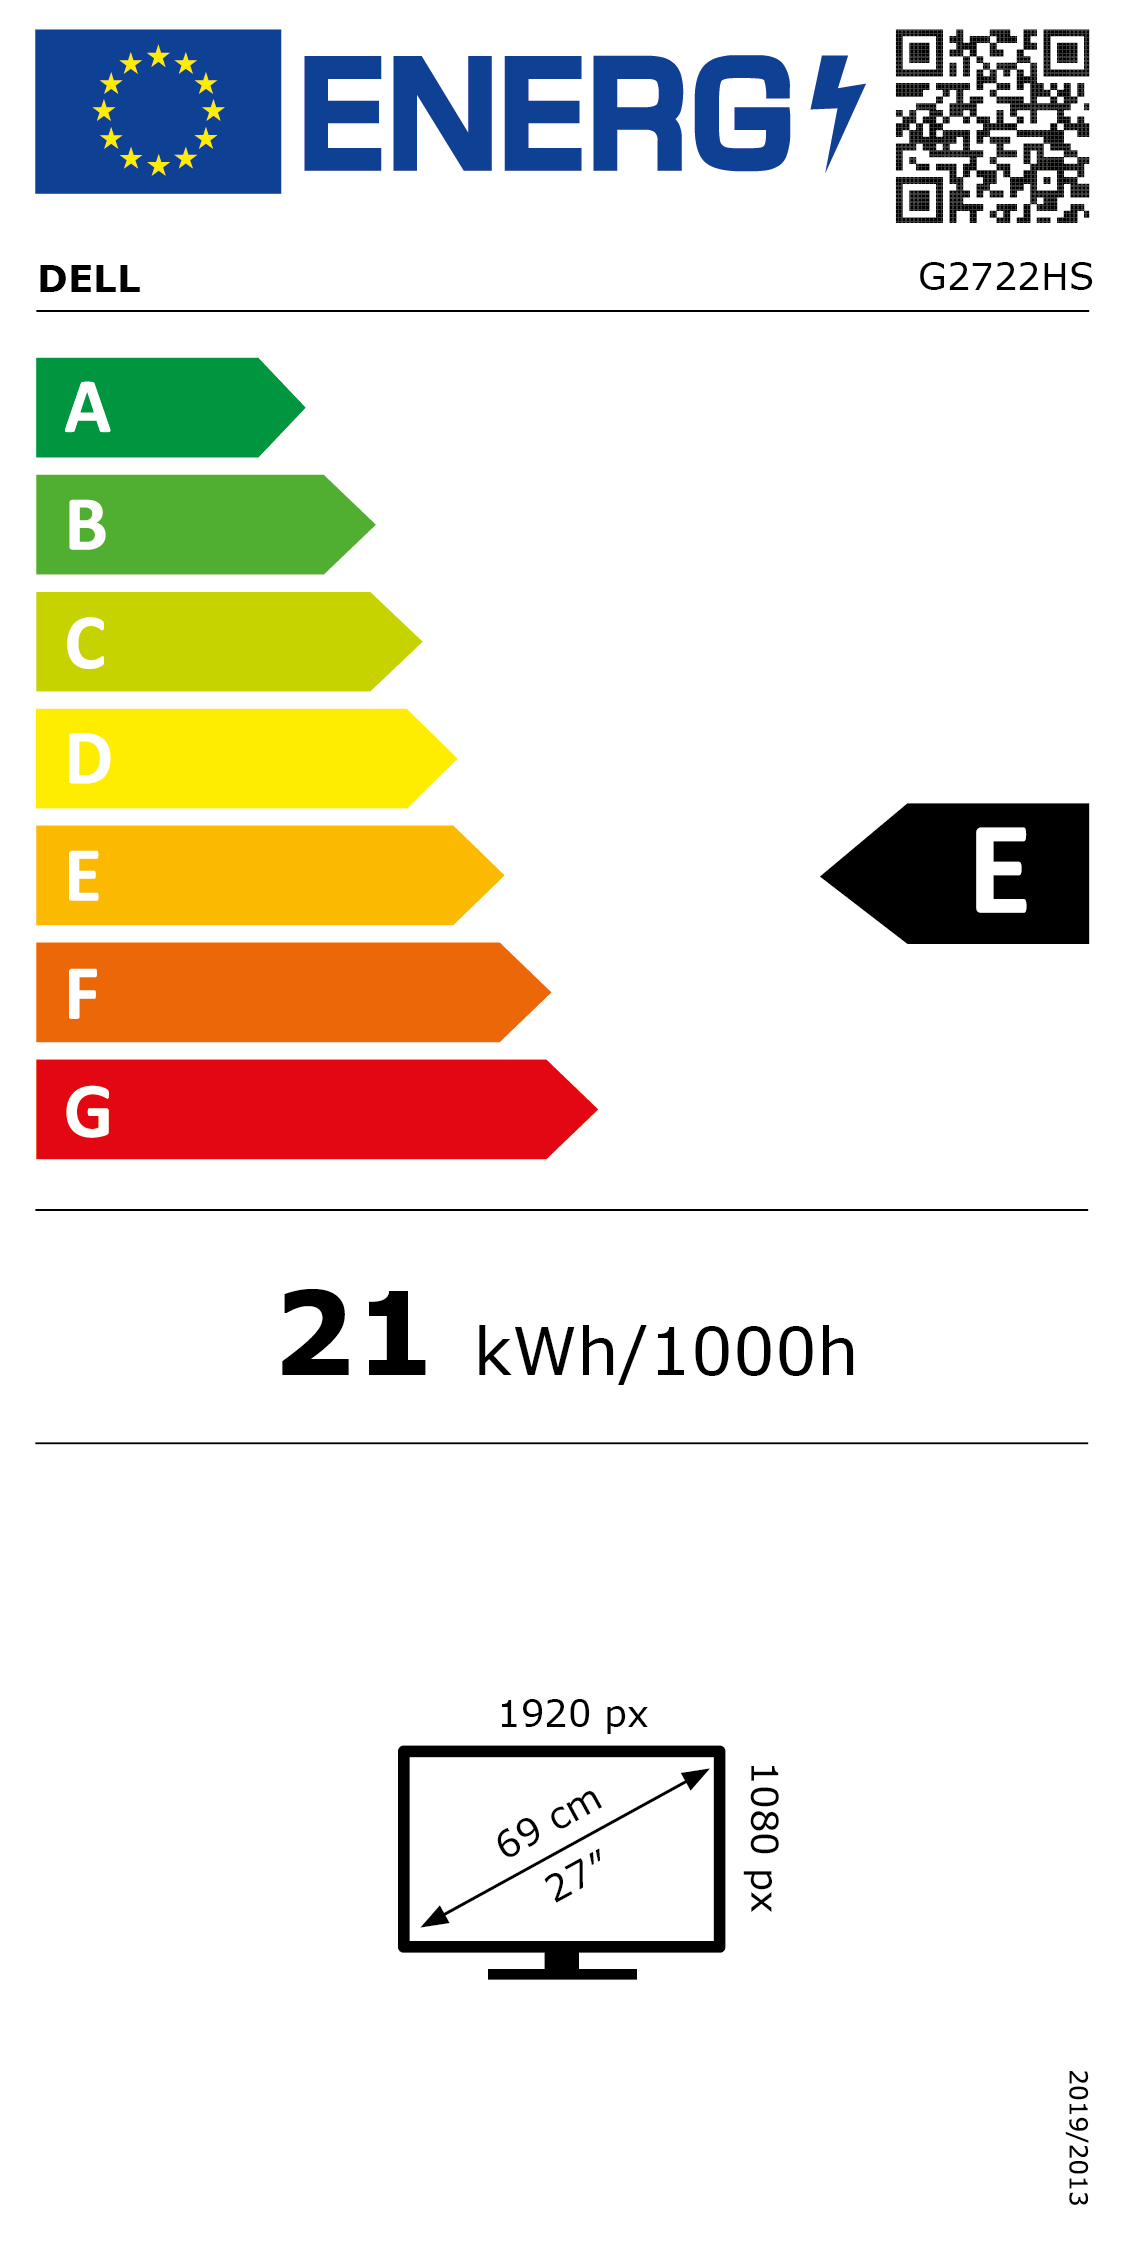 ENERG
DELL
G2722HS
A
B
C
D
E
E
F
G
21 kWh/1000h
1920 px
1080 px
69 cm
27"
2019/2013